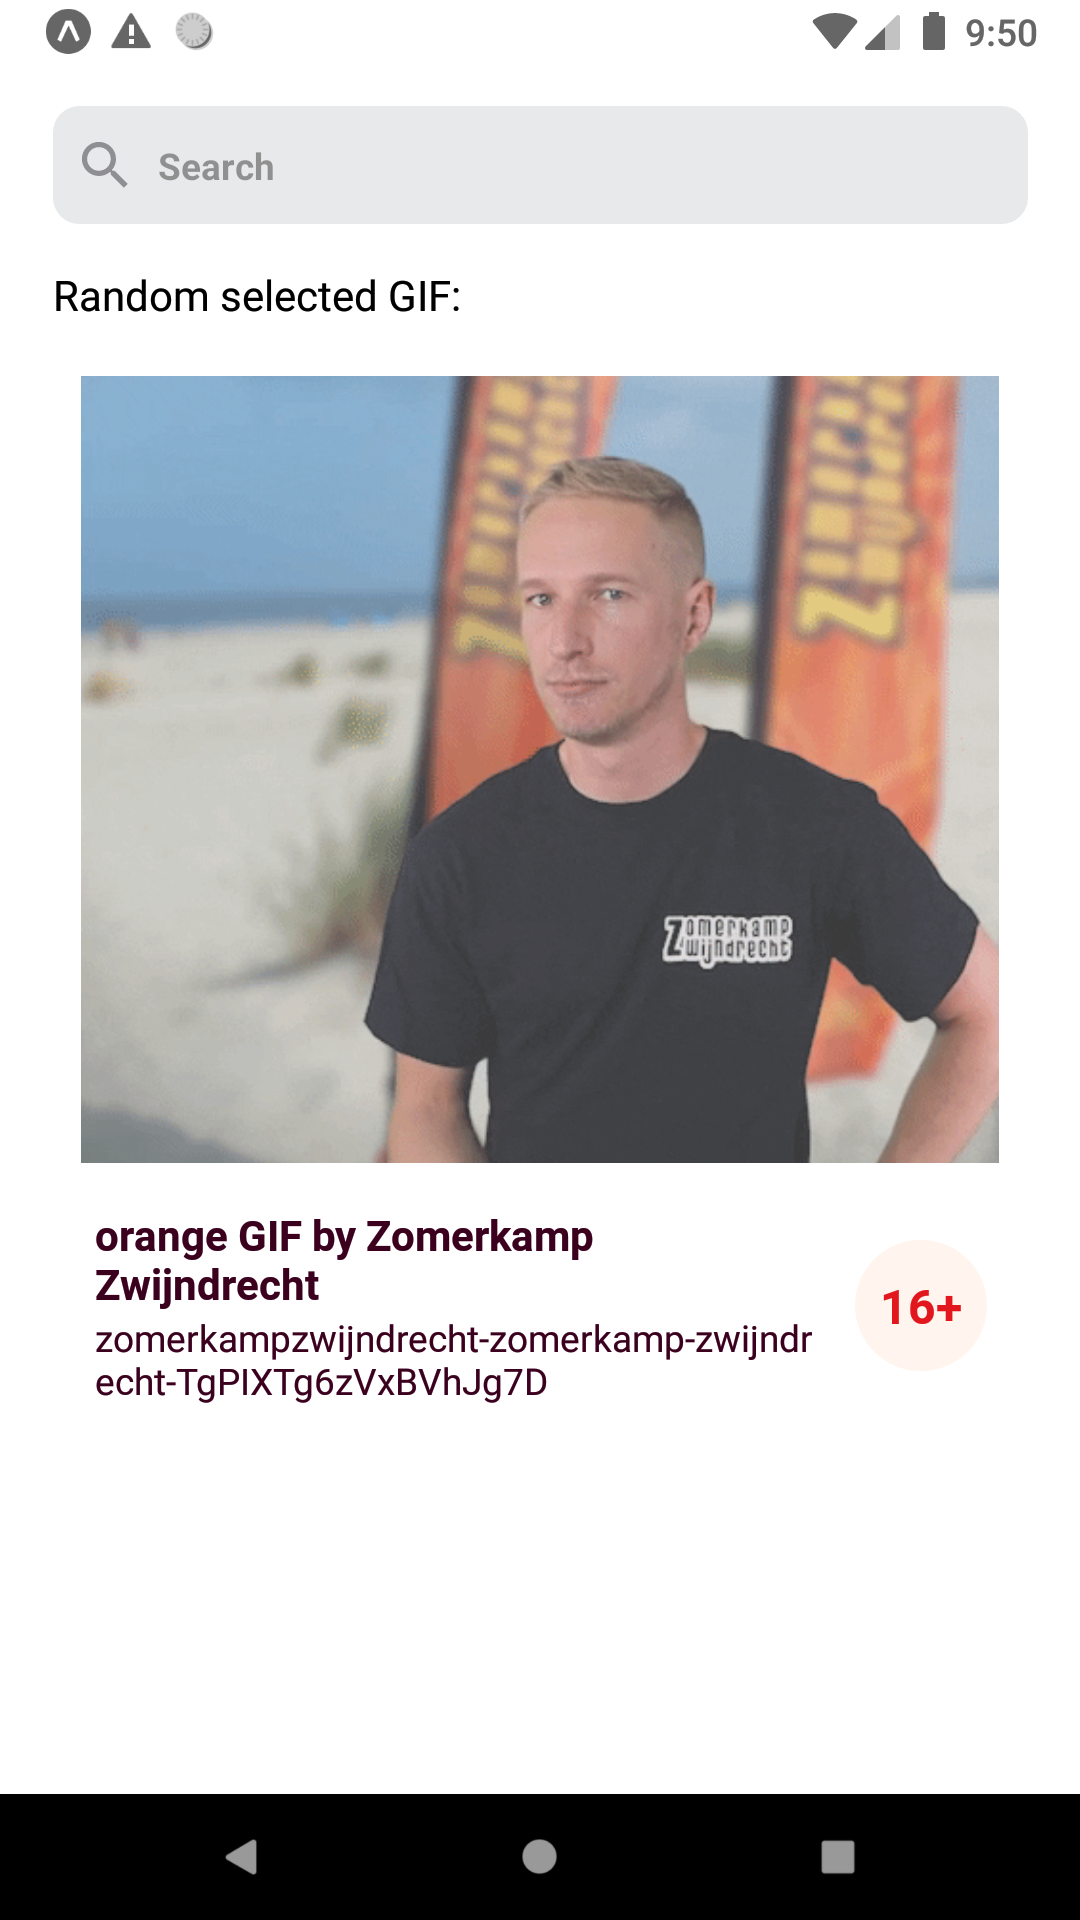 9:50
Search
Random selected GIF:
Zomerkamp
Zwijndrecht
orange GIF by Zomerkamp
Zwijndrecht
16+
zomerkampzwijndrecht-zomerkamp-zwijndr
echt-TgPIXTg6zVxBVhJg7D